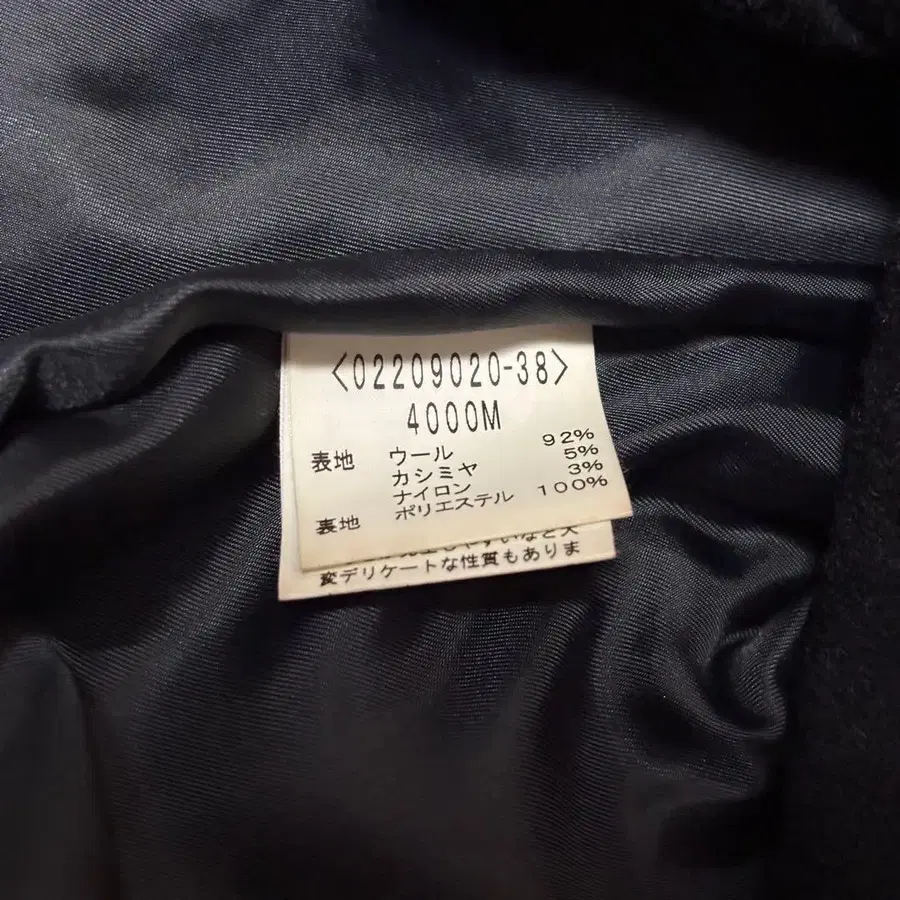 <02209020-38>
4000M
表地 ウール 92%
カシミヤ 5%
ナイロン 3%
裏地 ポリエステル 100%
変デリケートな性質もありま